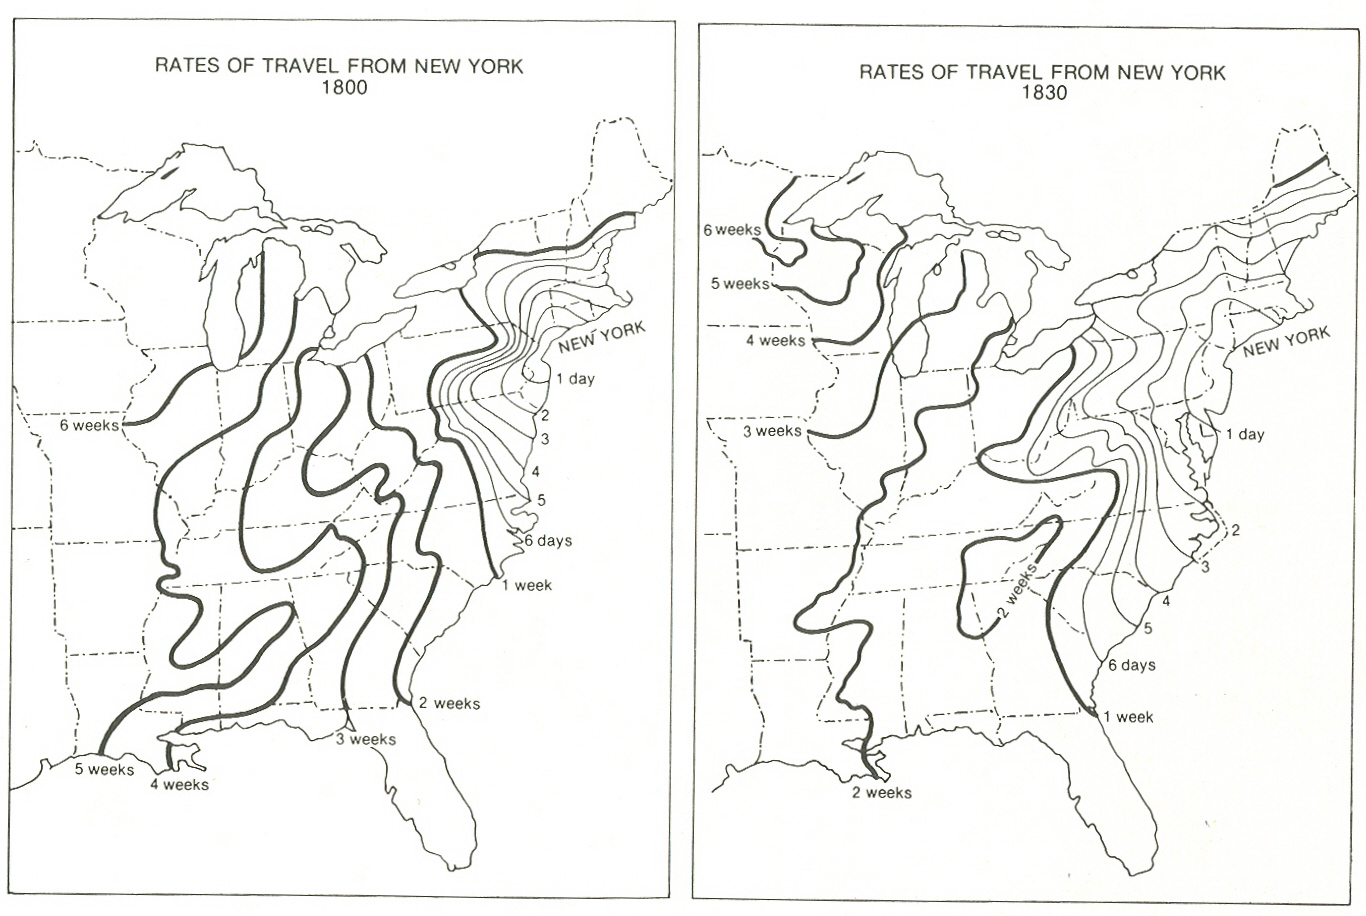 RATES OF TRAVEL FROM NEW YORK
1800
NEW YORK
1 day
2
3
4
5
6 days
1 week
2 weeks
3 weeks
4 weeks
5 weeks
6 weeks
RATES OF TRAVEL FROM NEW YORK
1830
6 weeks
5 weeks
4 weeks
3 weeks
NEW YORK
1 day
2
3
4
5
6 days
1 week
2 weeks
2 weeks